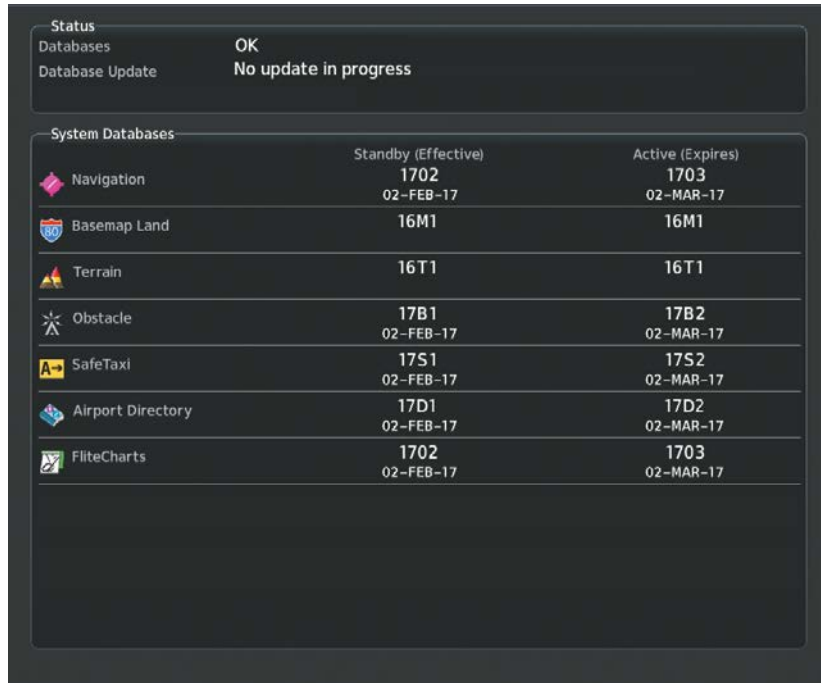 Status
Databases OK
Database Update No update in progress
System Databases
Standby (Effective) Active (Expires)
Navigation 1702 1703
02-FEB-17 02-MAR-17
80 Basemap Land 16M1 16M1
Terrain 16T1 16T1
Obstacle 17B1 17B2
02-FEB-17 02-MAR-17
A→ SafeTaxi 17S1 17S2
02-FEB-17 02-MAR-17
Airport Directory 17D1 17D2
02-FEB-17 02-MAR-17
FliteCharts 1702 1703
02-FEB-17 02-MAR-17